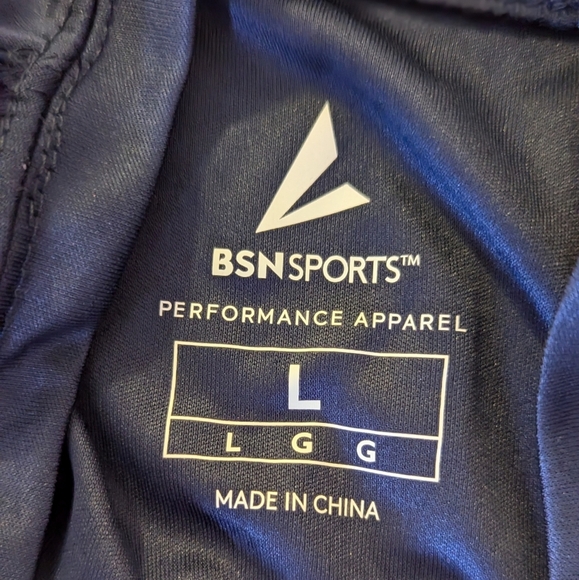 BSNSPORTS™
PERFORMANCE APPAREL
L
L G G
MADE IN CHINA